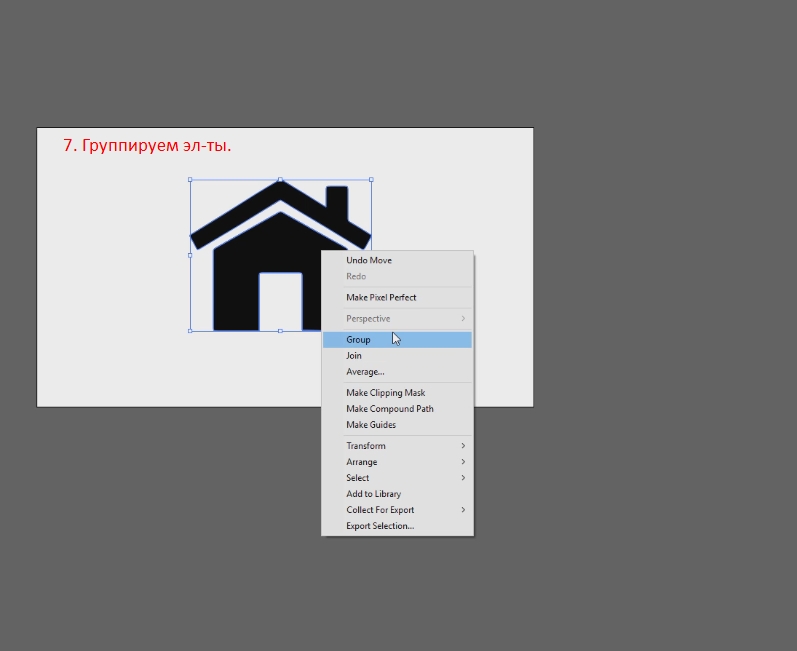 7. Группируем эл-ты.
Undo Move
Redo
Make Pixel Perfect
Perspective
Group
Join
Average...
Make Clipping Mask
Make Compound Path
Make Guides
Transform
Arrange
Select
Add to Library
Collect For Export
Export Selection...